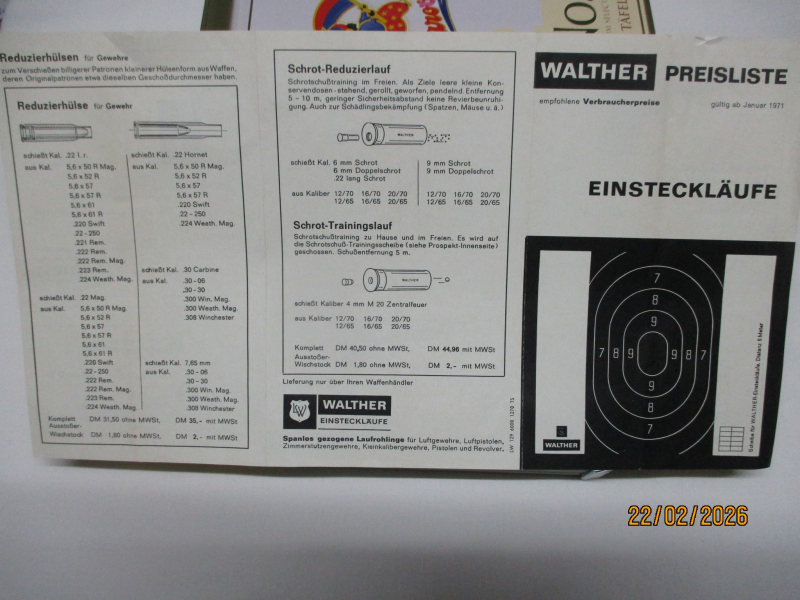 Reduzierhülsen für Gewehre
zum Verschießen billigerer Patronen kleinerer Hülsenform aus Waffen,
deren Originalpatronen etwa dieselben Geschoßdurchmesser haben.
Reduzierhülse für Gewehr
schießt Kal. .22 l. r.
aus Kal. 5,6 x 50 R Mag.
5,6 x 52 R
5,6 x 57
5,6 x 57 R
5,6 x 61
5,6 x 61 R
.220 Swift
.22 - 250
.221 Rem.
.222 Rem.
.222 Rem. Mag.
.223 Rem.
.224 Weath. Mag.
schießt Kal. .22 Mag.
aus Kal. 5,6 x 50 R Mag.
5,6 x 52 R
5,6 x 57
5,6 x 57 R
5,6 x 61
5,6 x 61 R
.220 Swift
.22 - 250
.222 Rem.
.222 Rem. Mag.
.223 Rem.
.224 Weath. Mag.
schießt Kal. .22 Hornet
aus Kal. 5,6 x 50 R Mag.
5,6 x 52 R
5,6 x 57
5,6 x 57 R
.220 Swift
.22 - 250
.224 Weath. Mag.
schießt Kal. .30 Carbine
aus Kal. .30 - 06
.30 - 30
.300 Win. Mag.
.300 Weath. Mag.
.308 Winchester
schießt Kal. 7,65 mm
aus Kal. .30 - 06
.30 - 30
.300 Win. Mag.
.300 Weath. Mag.
.308 Winchester
Komplett DM 31,50 ohne MWSt, DM 35,- mit MWSt
Ausstoßer-
Wischstock DM 1,80 ohne MWSt, DM 2,- mit MWSt
Schrot-Reduzierlauf
Schrotschußtraining im Freien. Als Ziele leere kleine Kon-
servendosen - stehend, gerollt, geworfen, pendelnd. Entfernung
5 - 10 m, geringer Sicherheitsabstand keine Revierbeunruhi-
gung. Auch zur Schädlingsbekämpfung (Spatzen, Mäuse u. ä.)
WALTHER
schießt Kal. 6 mm Schrot
6 mm Doppelschrot
.22 lang Schrot
9 mm Schrot
9 mm Doppelschrot
aus Kaliber 12/70 16/70 20/70
12/65 16/65 20/65
12/70 16/70 20/70
12/65 16/65 20/65
Schrot-Trainingslauf
Schrotschußtraining zu Hause und im Freien. Es wird auf
die Schrotschuß-Trainingsscheibe (siehe Prospekt-Innenseite)
geschossen. Schußentfernung 5 m.
WALTHER
schießt Kaliber 4 mm M 20 Zentralfeuer
aus Kaliber 12/70 16/70 20/70
12/65 16/65 20/65
Komplett DM 40,50 ohne MWSt, DM 44,96 mit MWSt
Ausstoßer-
Wischstock DM 1,80 ohne MWSt, DM 2,- mit MWSt
Lieferung nur über Ihren Waffenhändler
WALTHER
EINSTECKLÄUFE
Spanlos gezogene Laufrohlinge für Luftgewehre, Luftpistolen,
Zimmerstutzengewehre, Kleinkalibergewehre, Pistolen und Revolver.
WALTHER PREISLISTE
empfohlene Verbraucherpreise gültig ab Januar 1971
EINSTECKLÄUFE
7
8
9
7 8 9 9 8 7
9
8
7
WALTHER
Scheibe für WALTHER-Einsteckläufe, Distanz 5 Meter
22/02/2026